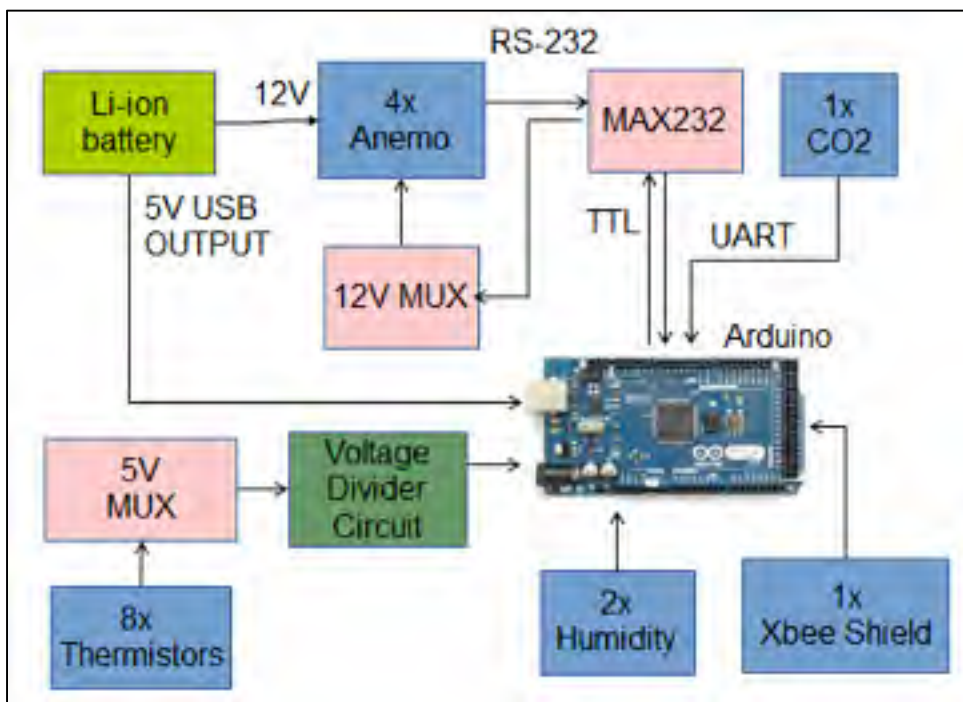 RS-232
Li-ion
battery
12V
4x
Anemo
MAX232
1x
CO2
5V USB
OUTPUT
TTL
UART
12V MUX
Arduino
5V
MUX
Voltage
Divider
Circuit
8x
Thermistors
2x
Humidity
1x
Xbee Shield